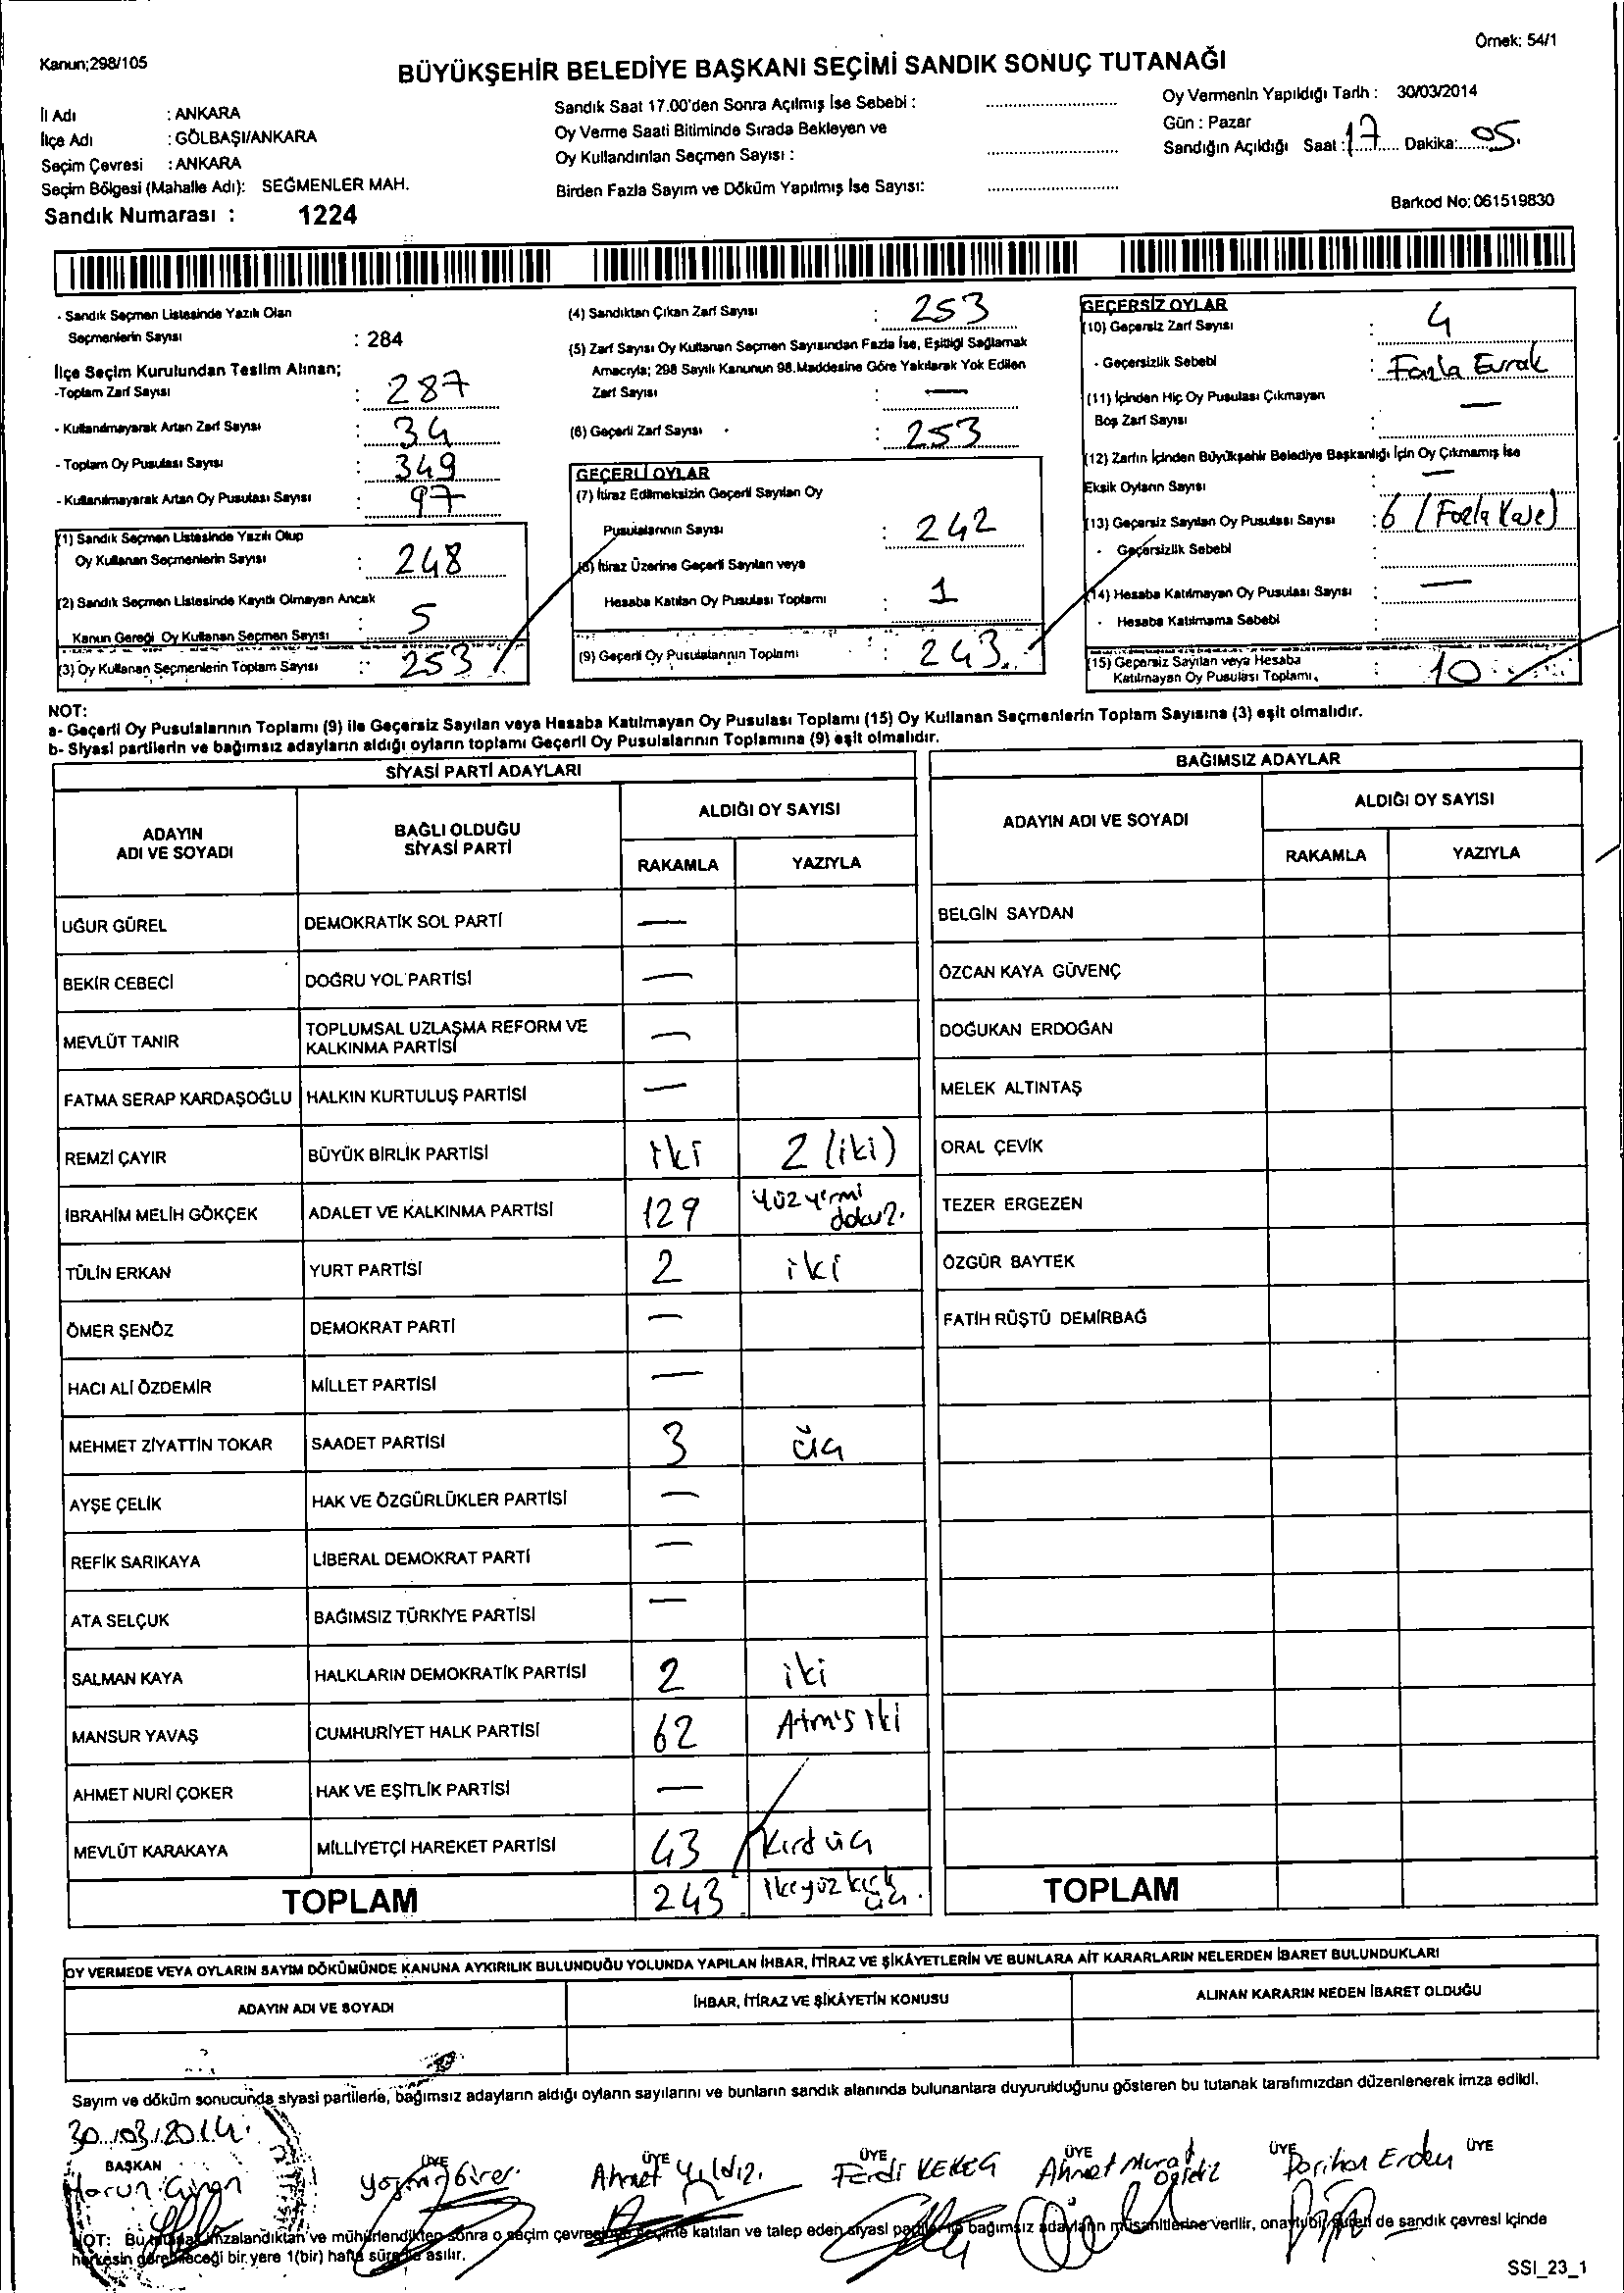 Kanun;298/105
Örnek: 54/1
BÜYÜKŞEHİR BELEDİYE BAŞKANI SEÇİMİ SANDIK SONUÇ TUTANAĞI
İl Adı : ANKARA
İlçe Adı : GÖLBAŞI/ANKARA
Seçim Çevresi : ANKARA
Seçim Bölgesi (Mahalle Adı): SEĞMENLER MAH.
Sandık Numarası : 1224
Sandık Saat 17.00'den Sonra Açılmış İse Sebebi :
Oy Verme Saati Bitiminde Sırada Bekleyen ve
Oy Kullandırılan Seçmen Sayısı :
Birden Fazla Sayım ve Döküm Yapılmış İse Sayısı:
Oy Vermenin Yapıldığı Tarih : 30/03/2014
Gün : Pazar
Sandığın Açıldığı Saat : 17 Dakika: 05
Barkod No: 061519830
- Sandık Seçmen Listesinde Yazılı Olan
Seçmenlerin Sayısı : 284
İlçe Seçim Kurulundan Teslim Alınan;
-Toplam Zarf Sayısı : 287
- Kullanılmayarak Artan Zarf Sayısı : 34
- Toplam Oy Pusulası Sayısı : 349
- Kullanılmayarak Artan Oy Pusulası Sayısı : 97
(1) Sandık Seçmen Listesinde Yazılı Olup
Oy Kullanan Seçmenlerin Sayısı : 248
(2) Sandık Seçmen Listesinde Kayıtlı Olmayan Ancak
Kanun Gereği Oy Kullanan Seçmen Sayısı : 5
(3) Oy Kullanan Seçmenlerin Toplam Sayısı : 253
(4) Sandıktan Çıkan Zarf Sayısı : 253
(5) Zarf Sayısı Oy Kullanan Seçmen Sayısından Fazla İse, Eşitliği Sağlamak
Amacıyla; 298 Sayılı Kanunun 98.Maddesine Göre Yakılarak Yok Edilen
Zarf Sayısı : —
(6) Geçerli Zarf Sayısı : 253
GEÇERLİ OYLAR
(7) İtiraz Edilmeksizin Geçerli Sayılan Oy
Pusulalarının Sayısı : 242
(8) İtiraz Üzerine Geçerli Sayılan veya
Hesaba Katılan Oy Pusulası Toplamı : 1
(9) Geçerli Oy Pusulalarının Toplamı : 243
GEÇERSİZ OYLAR
(10) Geçersiz Zarf Sayısı : 4
- Geçersizlik Sebebi : Fazla Evrak
(11) İçinden Hiç Oy Pusulası Çıkmayan
Boş Zarf Sayısı : —
(12) Zarfın İçinden Büyükşehir Belediye Başkanlığı İçin Oy Çıkmamış İse
Eksik Oyların Sayısı —
(13) Geçersiz Sayılan Oy Pusulası Sayısı : 6 (Fazla Kaşe)
- Geçersizlik Sebebi :
(14) Hesaba Katılmayan Oy Pusulası Sayısı : —
- Hesaba Katılmama Sebebi
(15) Geçersiz Sayılan veya Hesaba
Katılmayan Oy Pusulası Toplamı. : 10
NOT:
a- Geçerli Oy Pusulalarının Toplamı (9) ile Geçersiz Sayılan veya Hesaba Katılmayan Oy Pusulası Toplamı (15) Oy Kullanan Seçmenlerin Toplam Sayısına (3) eşit olmalıdır.
b- Siyasi partilerin ve bağımsız adayların aldığı oyların toplamı Geçerli Oy Pusulalarının Toplamına (9) eşit olmalıdır.
SİYASİ PARTİ ADAYLARI
ADAYIN
ADI VE SOYADI
BAĞLI OLDUĞU
SİYASİ PARTİ
ALDIĞI OY SAYISI
RAKAMLA YAZIYLA
UĞUR GÜREL DEMOKRATİK SOL PARTİ —
BEKİR CEBECİ DOĞRU YOL PARTİSİ —
MEVLÜT TANIR TOPLUMSAL UZLAŞMA REFORM VE
KALKINMA PARTİSİ —
FATMA SERAP KARDAŞOĞLU HALKIN KURTULUŞ PARTİSİ —
REMZİ ÇAYIR BÜYÜK BİRLİK PARTİSİ iki 2 (iki)
İBRAHİM MELİH GÖKÇEK ADALET VE KALKINMA PARTİSİ 129 yüz yirmi
dokuz.
TÜLİN ERKAN YURT PARTİSİ 2 iki
ÖMER ŞENÖZ DEMOKRAT PARTİ —
HACI ALİ ÖZDEMİR MİLLET PARTİSİ —
MEHMET ZİYATTİN TOKAR SAADET PARTİSİ 3 üç
AYŞE ÇELİK HAK VE ÖZGÜRLÜKLER PARTİSİ —
REFİK SARIKAYA LİBERAL DEMOKRAT PARTİ —
ATA SELÇUK BAĞIMSIZ TÜRKİYE PARTİSİ —
SALMAN KAYA HALKLARIN DEMOKRATİK PARTİSİ 2 iki
MANSUR YAVAŞ CUMHURİYET HALK PARTİSİ 62 Atmış iki
AHMET NURİ ÇOKER HAK VE EŞİTLİK PARTİSİ —
MEVLÜT KARAKAYA MİLLİYETÇİ HAREKET PARTİSİ 43 Kırk üç
TOPLAM 243 ikiyüz kırk
üç.
BAĞIMSIZ ADAYLAR
ADAYIN ADI VE SOYADI
ALDIĞI OY SAYISI
RAKAMLA YAZIYLA
BELGİN SAYDAN
ÖZCAN KAYA GÜVENÇ
DOĞUKAN ERDOĞAN
MELEK ALTINTAŞ
ORAL ÇEVİK
TEZER ERGEZEN
ÖZGÜR BAYTEK
FATİH RÜŞTÜ DEMİRBAĞ
TOPLAM
OY VERMEDE VEYA OYLARIN SAYIM DÖKÜMÜNDE KANUNA AYKIRILIK BULUNDUĞU YOLUNDA YAPILAN İHBAR, İTİRAZ VE ŞİKÂYETLERİN VE BUNLARA AİT KARARLARIN NELERDEN İBARET BULUNDUKLARI
ADAYIN ADI VE SOYADI İHBAR, İTİRAZ VE ŞİKÂYETİN KONUSU ALINAN KARARIN NEDEN İBARET OLDUĞU
Sayım ve döküm sonucunda siyasi partilerle, bağımsız adayların aldığı oyların sayılarını ve bunların sandık alanında bulunanlara duyurulduğunu gösteren bu tutanak tarafımızdan düzenlenerek imza edildi.
30.03.2014.
BAŞKAN ÜYE ÜYE ÜYE ÜYE ÜYE ÜYE
Harun Ahmet Yıldız. Ferdi KEKEÇ Ahmet Murat Perihan Erden
NOT: Bu tutanak imzalandıktan ve mühürlendikten sonra o seçim çevresinde seçime katılan ve talep eden siyasi partiler ile bağımsız adayların müşahitlerine verilir, onaylı bir sureti de sandık çevresi içinde
herkesin görebileceği bir yere 1(bir) hafta süreyle asılır.
SSI_23_1